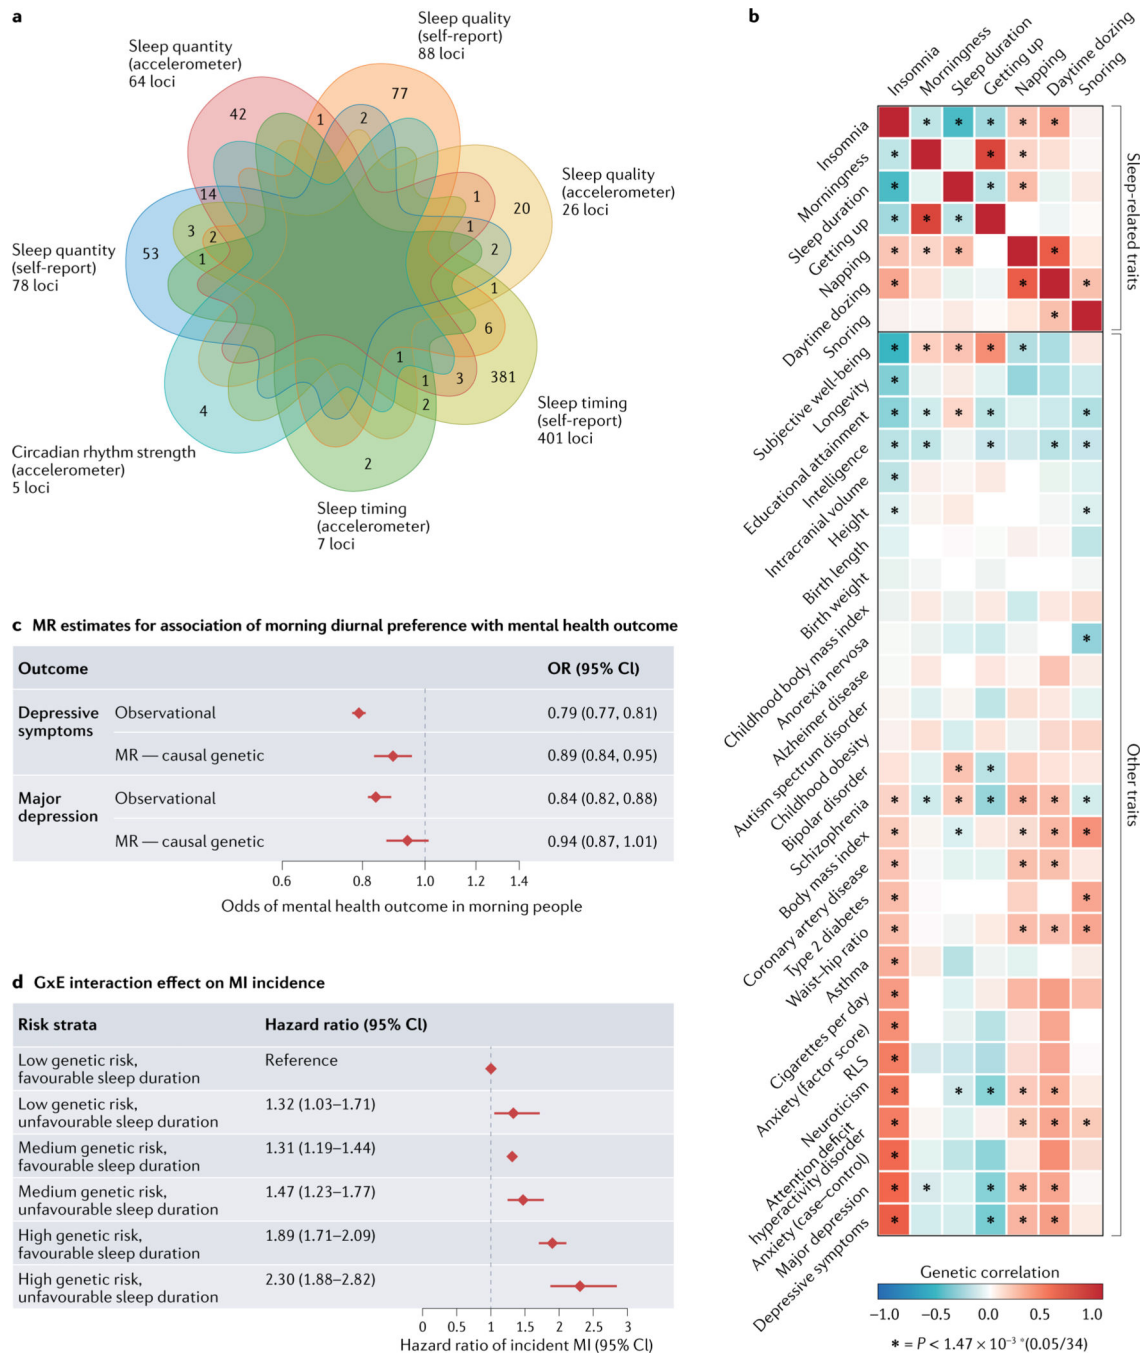 a
Sleep quality
(self-report)
88 loci
Sleep quantity
(accelerometer)
64 loci
77
42
1
2
Sleep quality
(accelerometer)
26 loci
1
20
14
1
3
2
2
Sleep quantity
(self-report)
78 loci
53
1
1
6
1
1
3
381
4
2
Sleep timing
(self-report)
401 loci
Circadian rhythm strength
(accelerometer)
5 loci
2
Sleep timing
(accelerometer)
7 loci
b
Insomnia
Morningness
Sleep duration
Getting up
Napping
Daytime dozing
Snoring
Insomnia
Morningness
Sleep duration
Getting up
Napping
Daytime dozing
Snoring
Sleep-related traits
Subjective well-being
Longevity
Educational attainment
Intelligence
Intracranial volume
Height
Birth length
Birth weight
Childhood body mass index
Anorexia nervosa
Alzheimer disease
Autism spectrum disorder
Childhood obesity
Bipolar disorder
Schizophrenia
Body mass index
Coronary artery disease
Type 2 diabetes
Waist–hip ratio
Asthma
Cigarettes per day
Anxiety (factor score)
RLS
Neuroticism
Attention deficit
hyperactivity disorder
Anxiety (case–control)
Major depression
Depressive symptoms
Other traits
Genetic correlation
–1.0 –0.5 0.0 0.5 1.0
* = P < 1.47 × 10⁻³ *(0.05/34)
c MR estimates for association of morning diurnal preference with mental health outcome
Outcome OR (95% Cl)
Depressive
symptoms
Observational 0.79 (0.77, 0.81)
MR — causal genetic 0.89 (0.84, 0.95)
Major
depression
Observational 0.84 (0.82, 0.88)
MR — causal genetic 0.94 (0.87, 1.01)
0.6 0.8 1.0 1.2 1.4
Odds of mental health outcome in morning people
d GxE interaction effect on MI incidence
Risk strata Hazard ratio (95% Cl)
Low genetic risk, Reference
favourable sleep duration
Low genetic risk, 1.32 (1.03–1.71)
unfavourable sleep duration
Medium genetic risk, 1.31 (1.19–1.44)
favourable sleep duration
Medium genetic risk, 1.47 (1.23–1.77)
unfavourable sleep duration
High genetic risk, 1.89 (1.71–2.09)
favourable sleep duration
High genetic risk, 2.30 (1.88–2.82)
unfavourable sleep duration
0 0.5 1 1.5 2 2.5 3
Hazard ratio of incident MI (95% Cl)